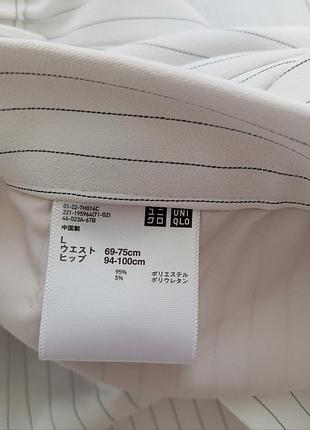 01-22-7H016C
221-195964(71-02)
44-023A-67B
中国製
ユニクロ
UNIQLO
L
ウエスト 69-75cm
ヒップ 94-100cm
95% ポリエステル
5% ポリウレタン